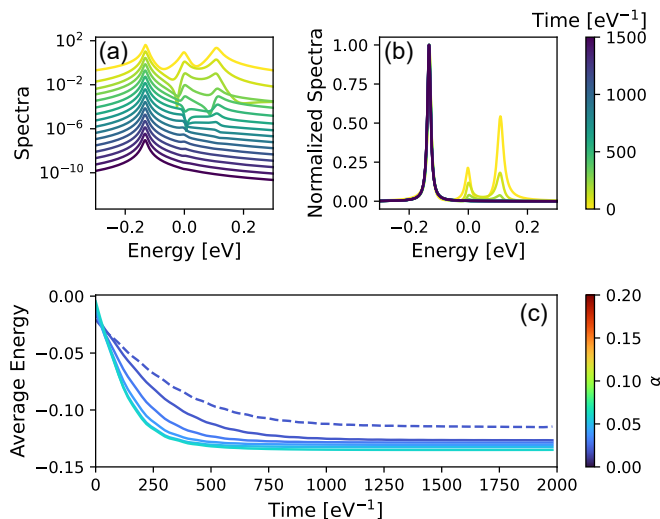 Time [eV⁻¹]
(a)
(b)
10²
10⁻²
10⁻⁶
10⁻¹⁰
Spectra
−0.2 0.0 0.2
Energy [eV]
1.00
0.75
0.50
0.25
0.00
Normalized Spectra
−0.2 0.0 0.2
Energy [eV]
1500
1000
500
0
(c)
0.00
−0.05
−0.10
−0.15
Average Energy
0 250 500 750 1000 1250 1500 1750 2000
Time [eV⁻¹]
0.20
0.15
0.10
0.05
0.00
α